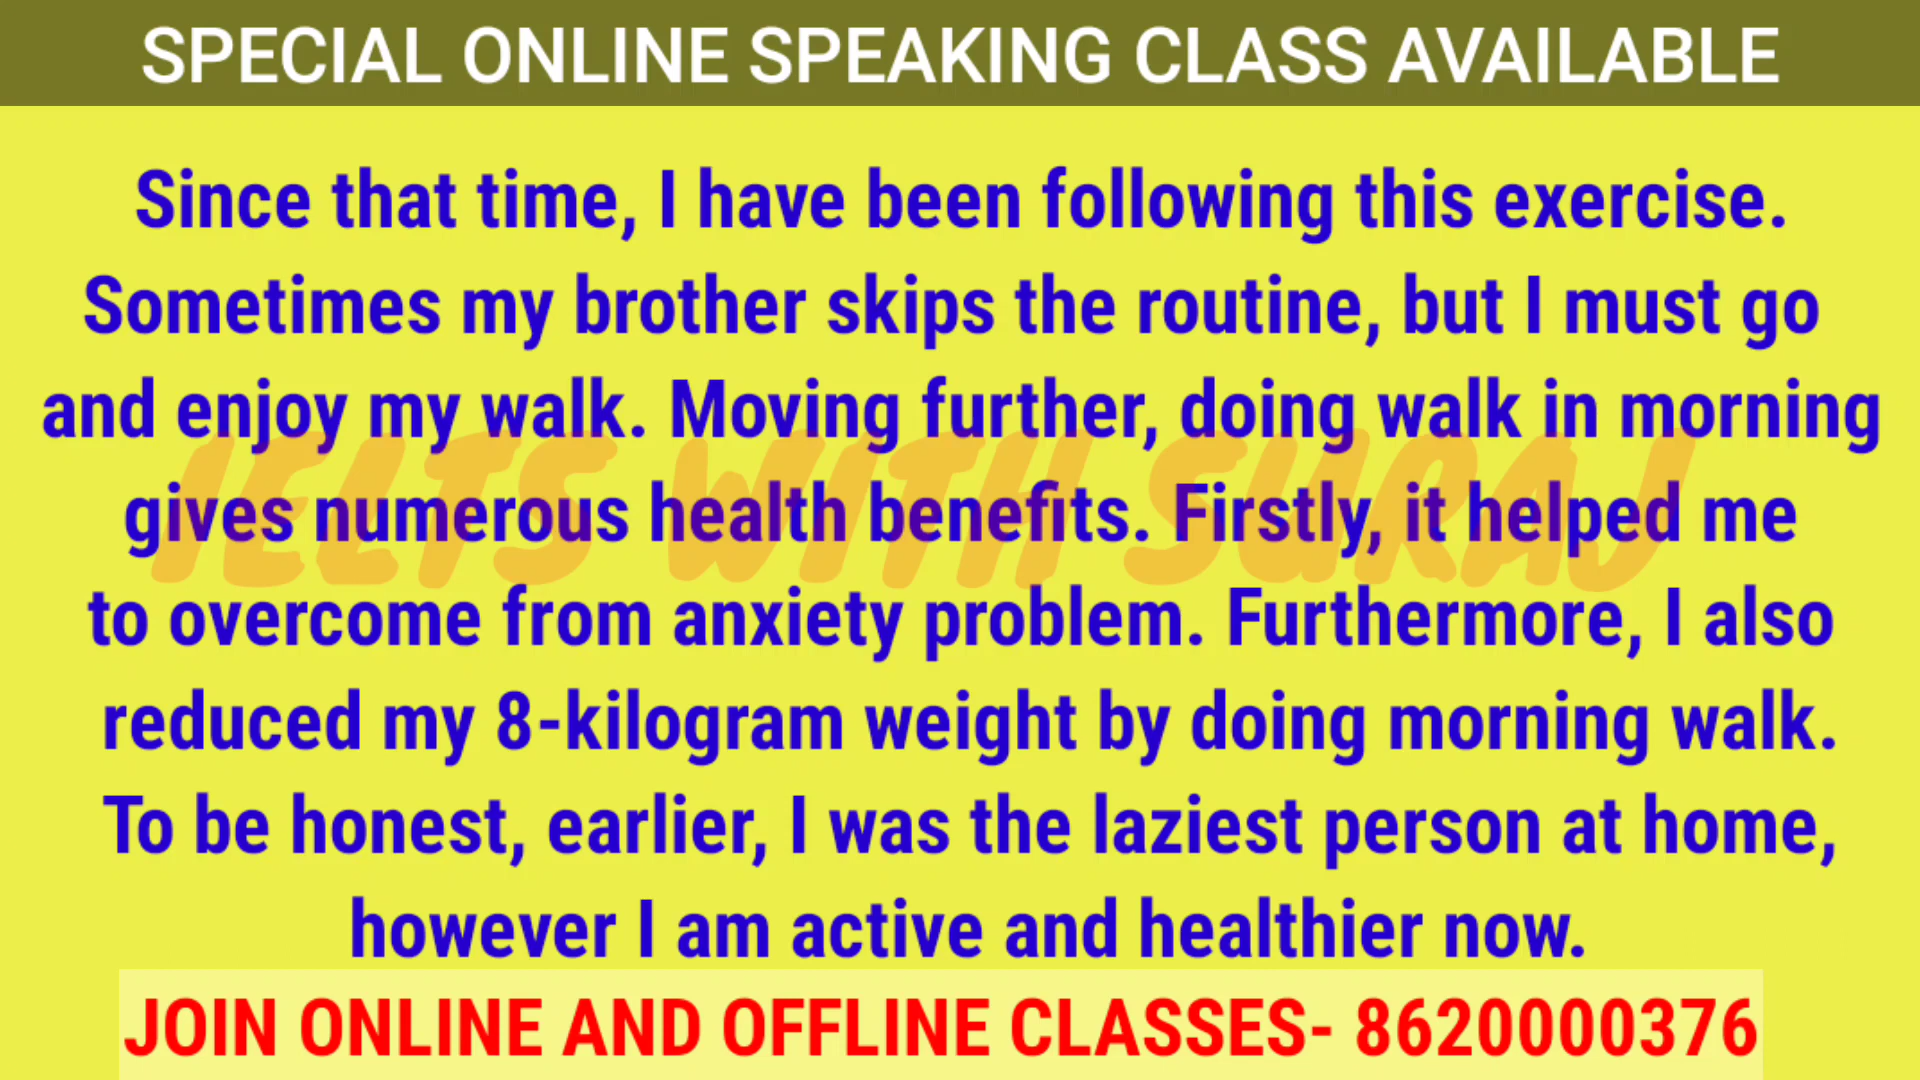 SPECIAL ONLINE SPEAKING CLASS AVAILABLE
Since that time, I have been following this exercise.
Sometimes my brother skips the routine, but I must go
and enjoy my walk. Moving further, doing walk in morning
IELTS WITH SURAJ
gives numerous health benefits. Firstly, it helped me
to overcome from anxiety problem. Furthermore, I also
reduced my 8-kilogram weight by doing morning walk.
To be honest, earlier, I was the laziest person at home,
however I am active and healthier now.
JOIN ONLINE AND OFFLINE CLASSES- 8620000376